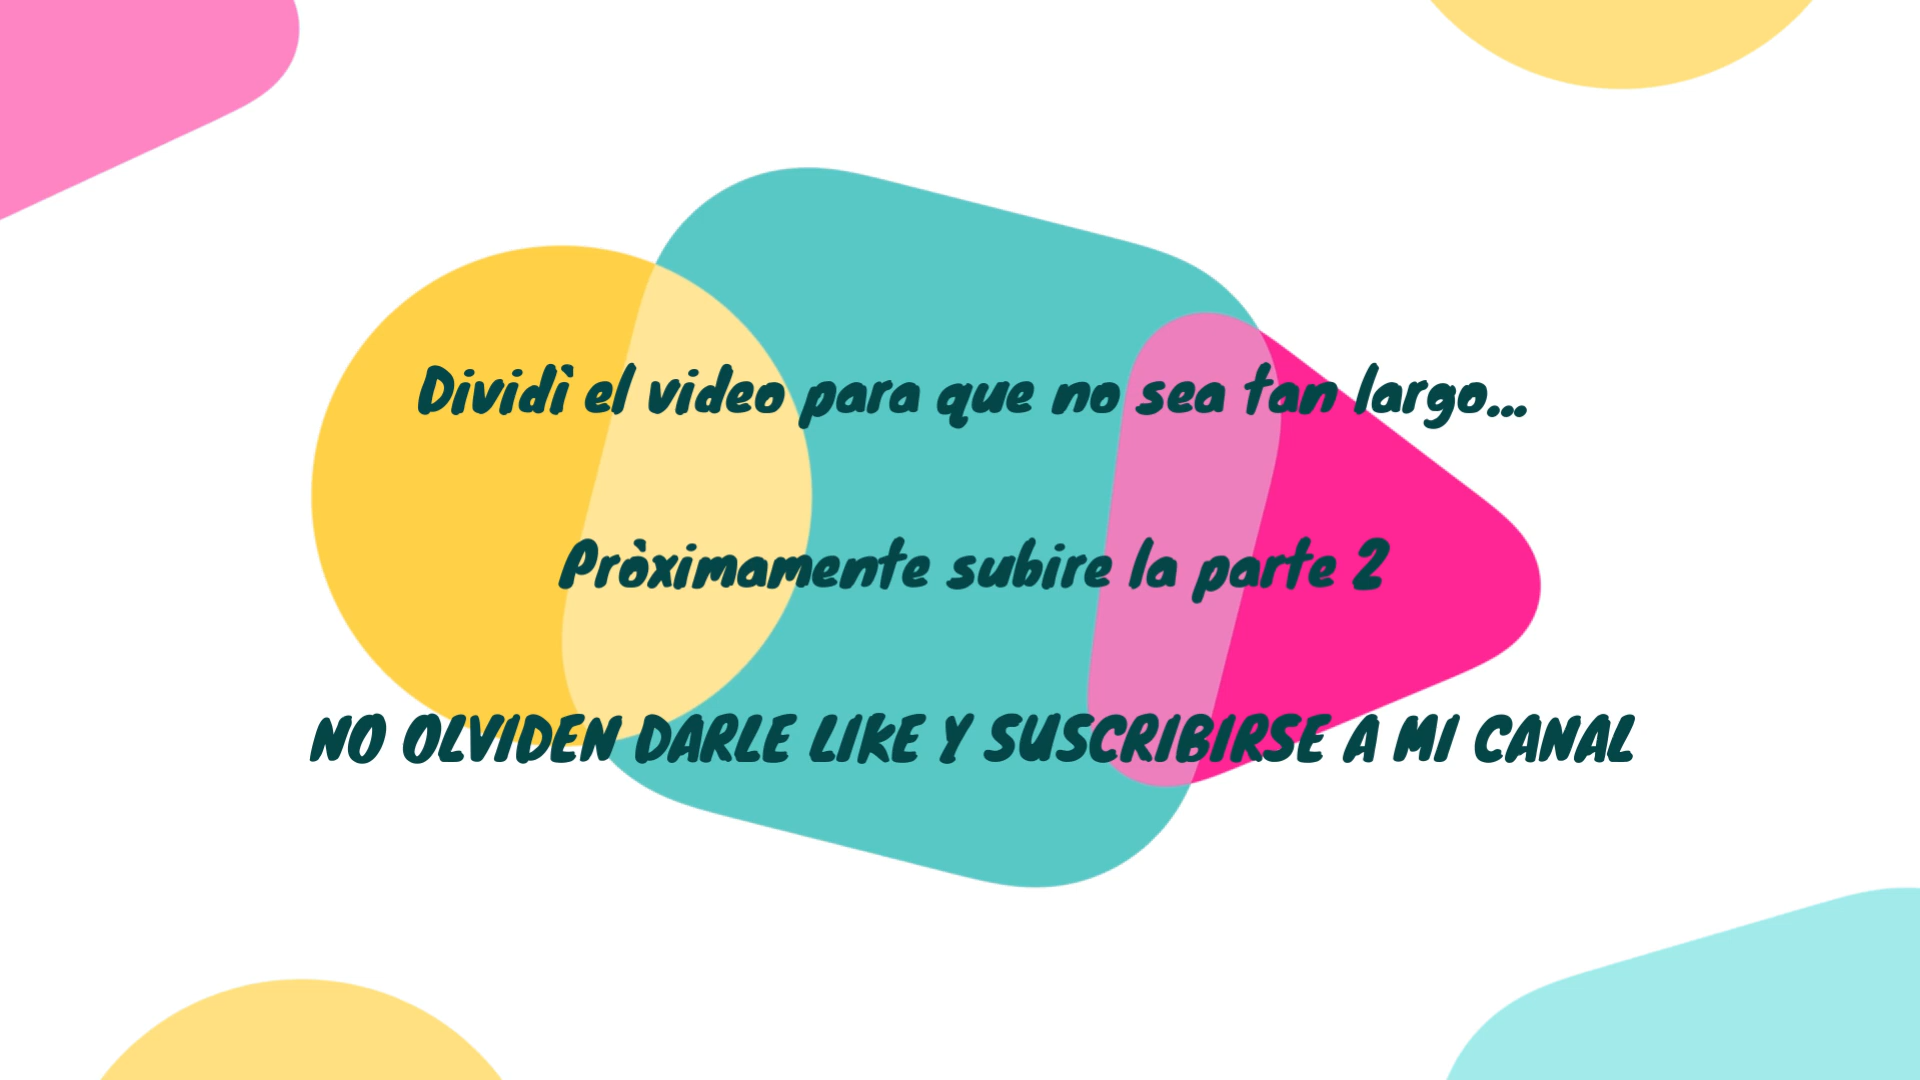 Dividì el video para que no sea tan largo...
Pròximamente subire la parte 2
NO OLVIDEN DARLE LIKE Y SUSCRIBIRSE A MI CANAL